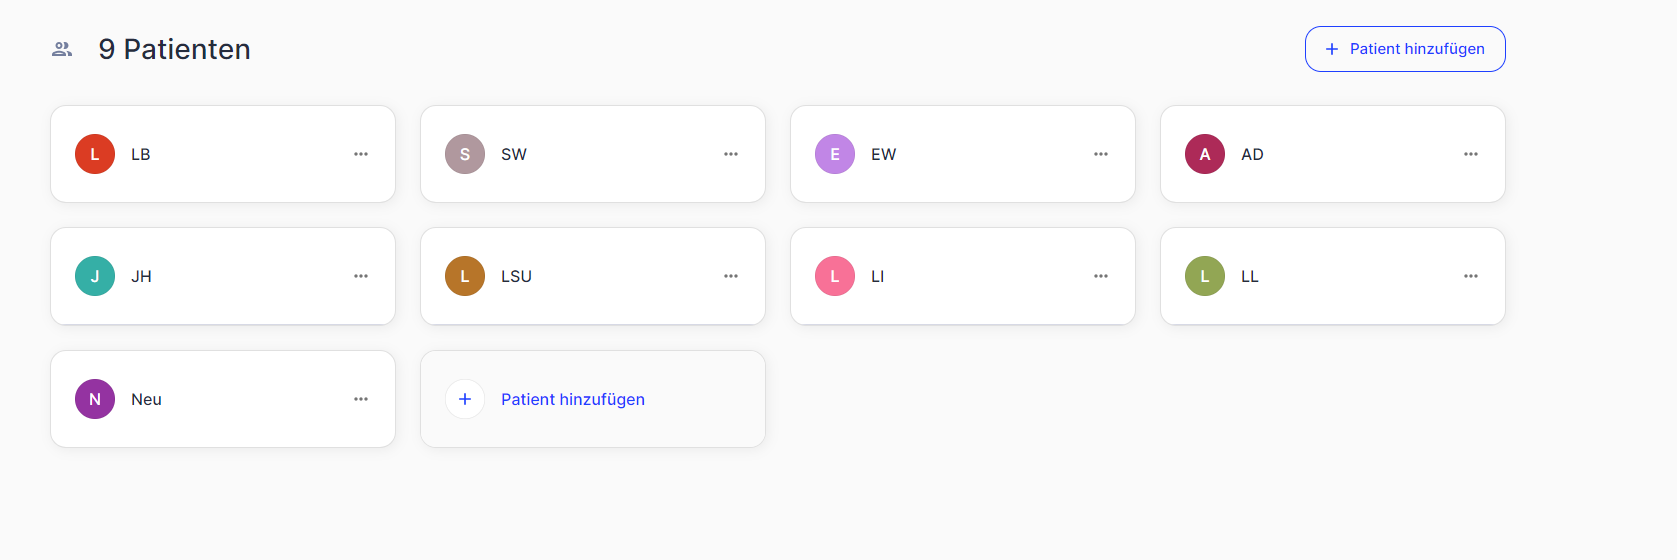 9 Patienten
+ Patient hinzufügen
L LB ...
S SW ...
E EW ...
A AD ...
J JH ...
L LSU ...
L LI ...
L LL ...
N Neu ...
+ Patient hinzufügen